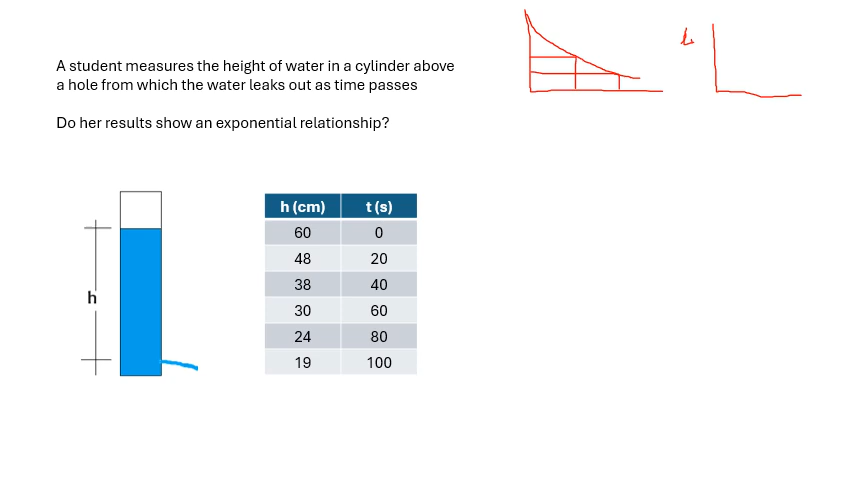 A student measures the height of water in a cylinder above
a hole from which the water leaks out as time passes
Do her results show an exponential relationship?
h
h (cm) t (s)
60 0
48 20
38 40
30 60
24 80
19 100